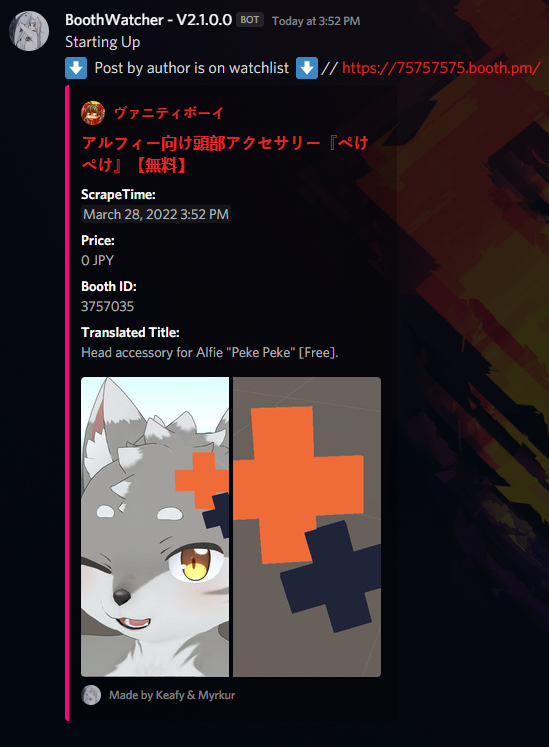 BoothWatcher - V2.1.0.0 BOT Today at 3:52 PM
Starting Up
⬇️ Post by author is on watchlist ⬇️ // https://75757575.booth.pm/
ヴァニティボーイ
アルフィー向け頭部アクセサリー『ぺけ
ぺけ』【無料】
ScrapeTime:
March 28, 2022 3:52 PM
Price:
0 JPY
Booth ID:
3757035
Translated Title:
Head accessory for Alfie "Peke Peke" [Free].
Made by Keafy & Myrkur